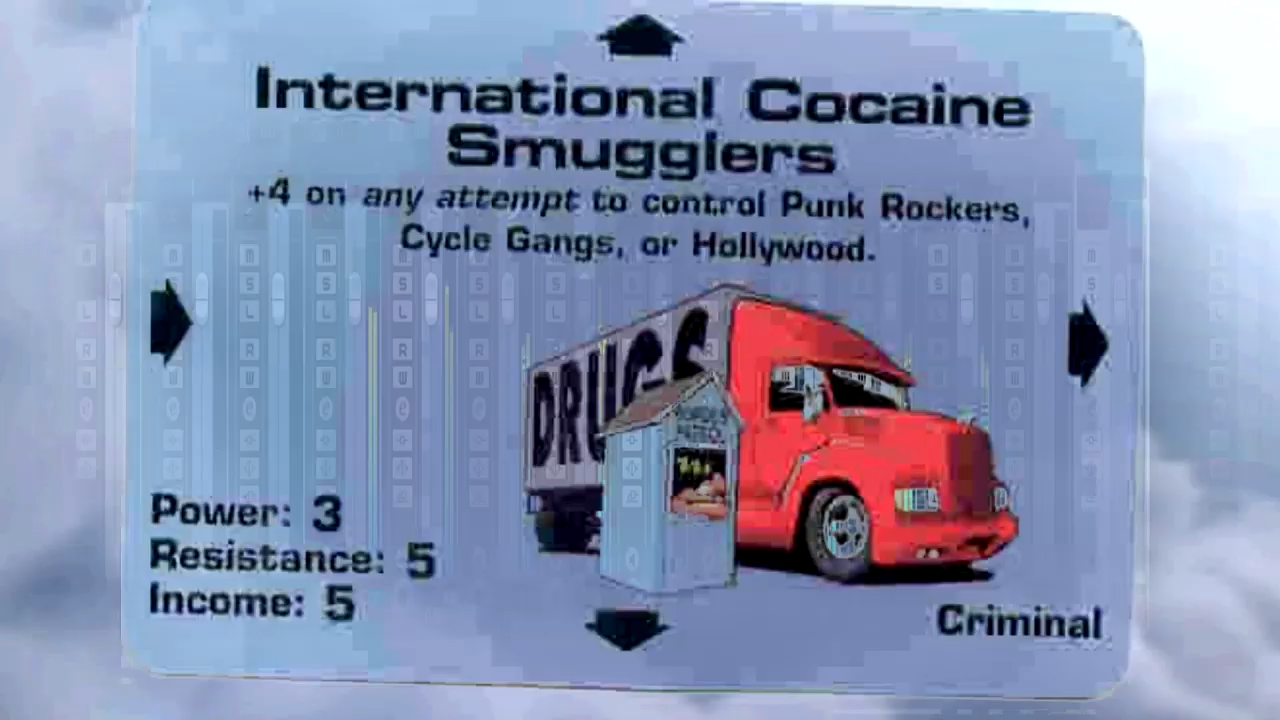 International Cocaine
Smugglers
+4 on any attempt to control Punk Rockers,
Cycle Gangs, or Hollywood.
DRUGS
Power: 3
Resistance: 5
Income: 5
Criminal